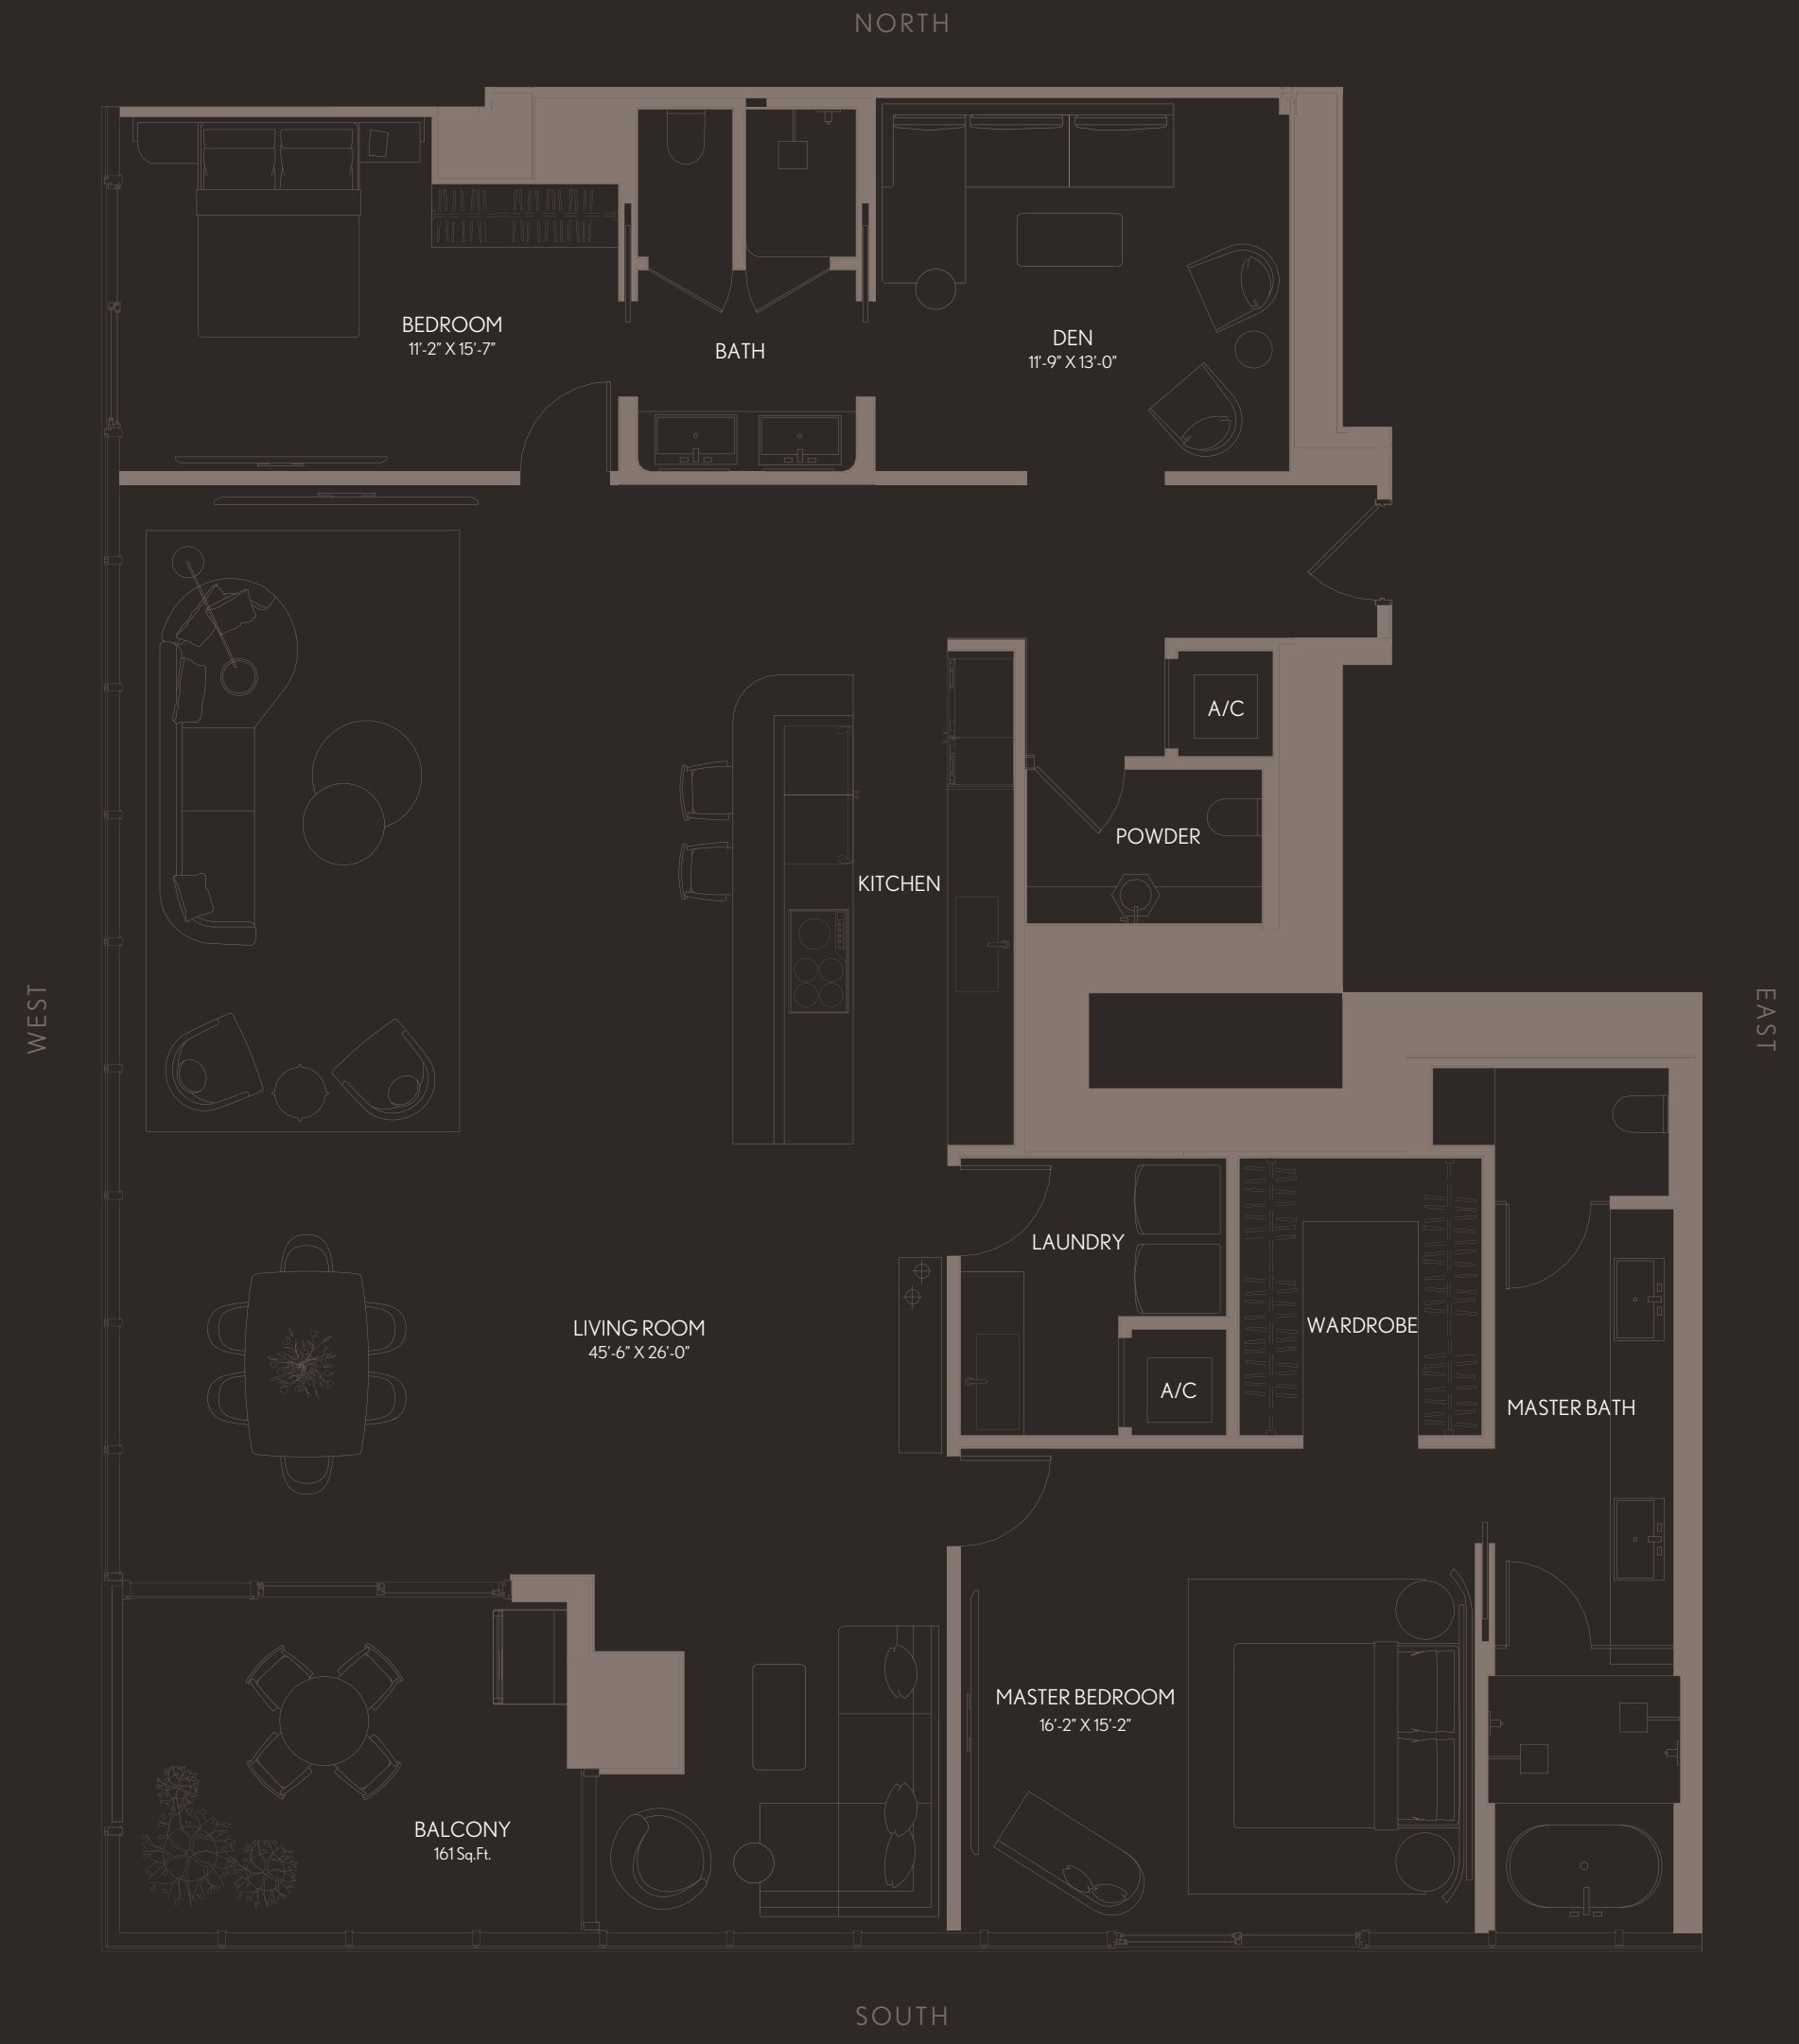 NORTH
BEDROOM
11'-2" X 15'-7"
BATH
DEN
11'-9" X 13'-0"
A/C
POWDER
KITCHEN
WEST
EAST
LAUNDRY
LIVING ROOM
45'-6" X 26'-0"
WARDROBE
A/C
MASTER BATH
MASTER BEDROOM
16'-2" X 15'-2"
BALCONY
161 Sq.Ft.
SOUTH